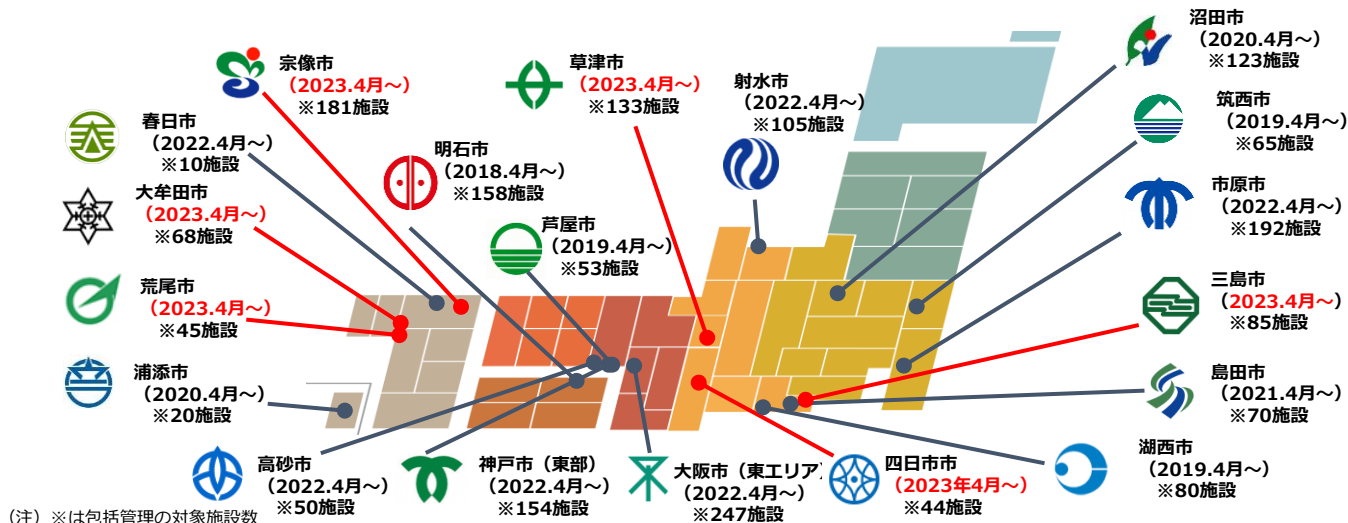 宗像市
（2023.4月～）
※181施設
草津市
（2023.4月～）
※133施設
射水市
（2022.4月～）
※105施設
沼田市
（2020.4月～）
※123施設
春日市
（2022.4月～）
※10施設
明石市
（2018.4月～）
※158施設
筑西市
（2019.4月～）
※65施設
大牟田市
（2023.4月～）
※68施設
芦屋市
（2019.4月～）
※53施設
市原市
（2022.4月～）
※192施設
荒尾市
（2023.4月～）
※45施設
三島市
（2023.4月～）
※85施設
浦添市
（2020.4月～）
※20施設
島田市
（2021.4月～）
※70施設
高砂市
（2022.4月～）
※50施設
神戸市（東部）
（2022.4月～）
※154施設
大阪市（東エリア）
（2022.4月～）
※247施設
四日市市
（2023年4月～）
※44施設
湖西市
（2019.4月～）
※80施設
（注）※は包括管理の対象施設数